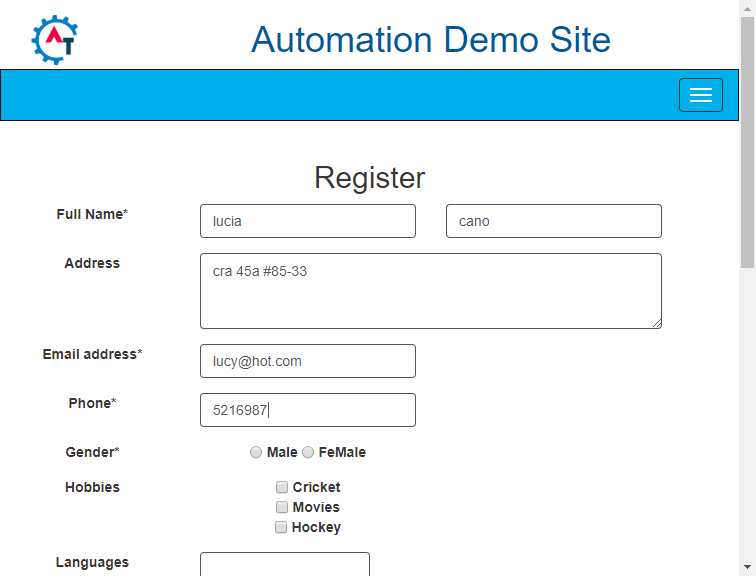 AT
Automation Demo Site
Register
Full Name* lucia cano
Address cra 45a #85-33
Email address* lucy@hot.com
Phone* 5216987
Gender* Male FeMale
Hobbies Cricket
Movies
Hockey
Languages